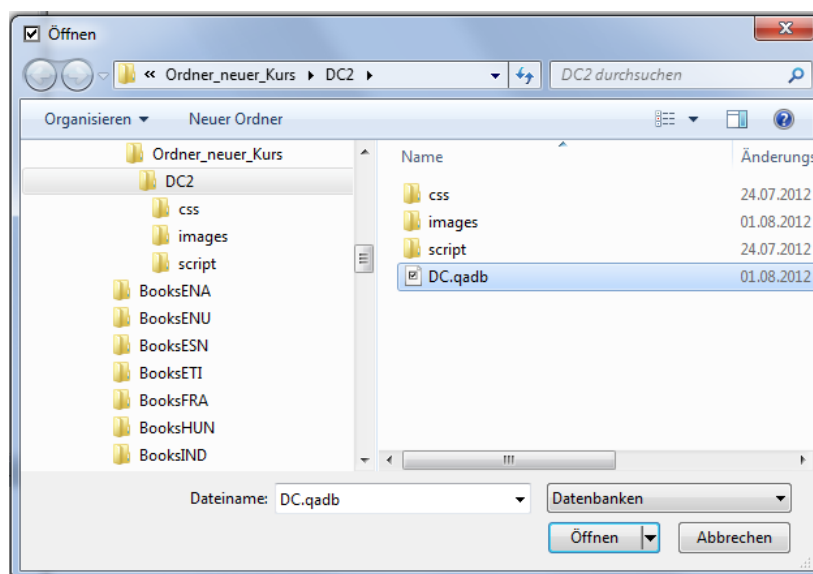 Öffnen
« Ordner_neuer_Kurs DC2
DC2 durchsuchen
Organisieren
Neuer Ordner
Ordner_neuer_Kurs
DC2
css
images
script
BooksENA
BooksENU
BooksESN
BooksETI
BooksFRA
BooksHUN
BooksIND
Name Änderungs
css 24.07.2012
images 01.08.2012
script 24.07.2012
DC.qadb 01.08.2012
Dateiname: DC.qadb
Datenbanken
Öffnen
Abbrechen